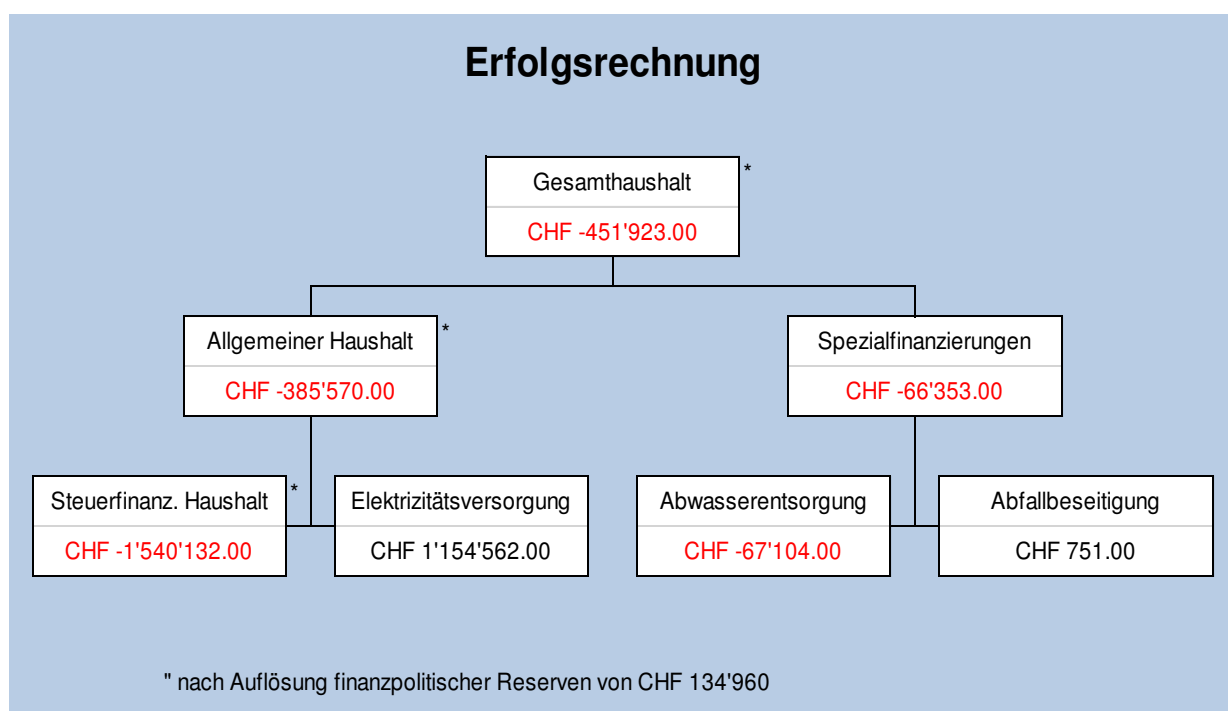 Erfolgsrechnung
Gesamthaushalt *
CHF -451'923.00
Allgemeiner Haushalt *
CHF -385'570.00
Spezialfinanzierungen
CHF -66'353.00
Steuerfinanz. Haushalt *
CHF -1'540'132.00
Elektrizitätsversorgung
CHF 1'154'562.00
Abwasserentsorgung
CHF -67'104.00
Abfallbeseitigung
CHF 751.00
" nach Auflösung finanzpolitischer Reserven von CHF 134'960